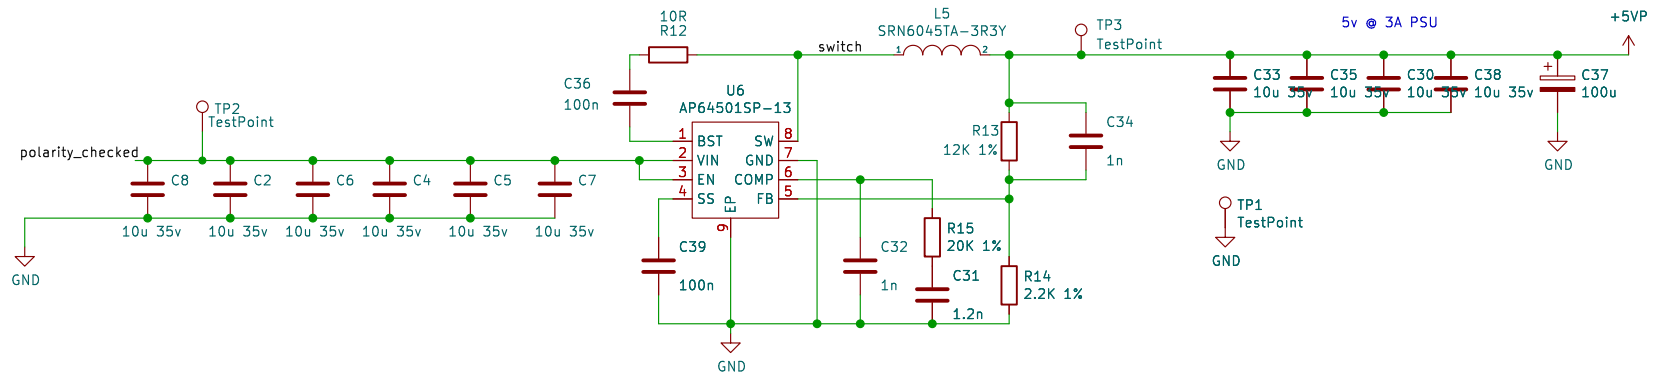 10R
R12
L5
SRN6045TA-3R3Y
5v @ 3A PSU
+5VP
TP3
TestPoint
switch
1
2
C36
100n
U6
AP64501SP-13
C33
10u 35v
C35
10u 35v
C30
10u 35v
C38
10u 35v
+
C37
100u
TP2
TestPoint
polarity_checked
R13
12K 1%
C34
1n
1
BST
SW
8
2
VIN
GND
7
3
EN
COMP
6
4
SS
FB
5
EP
9
GND
GND
C8
C2
C6
C4
C5
C7
10u 35v
10u 35v
10u 35v
10u 35v
10u 35v
10u 35v
TP1
TestPoint
GND
C39
100n
C32
1n
R15
20K 1%
C31
1.2n
R14
2.2K 1%
GND
GND